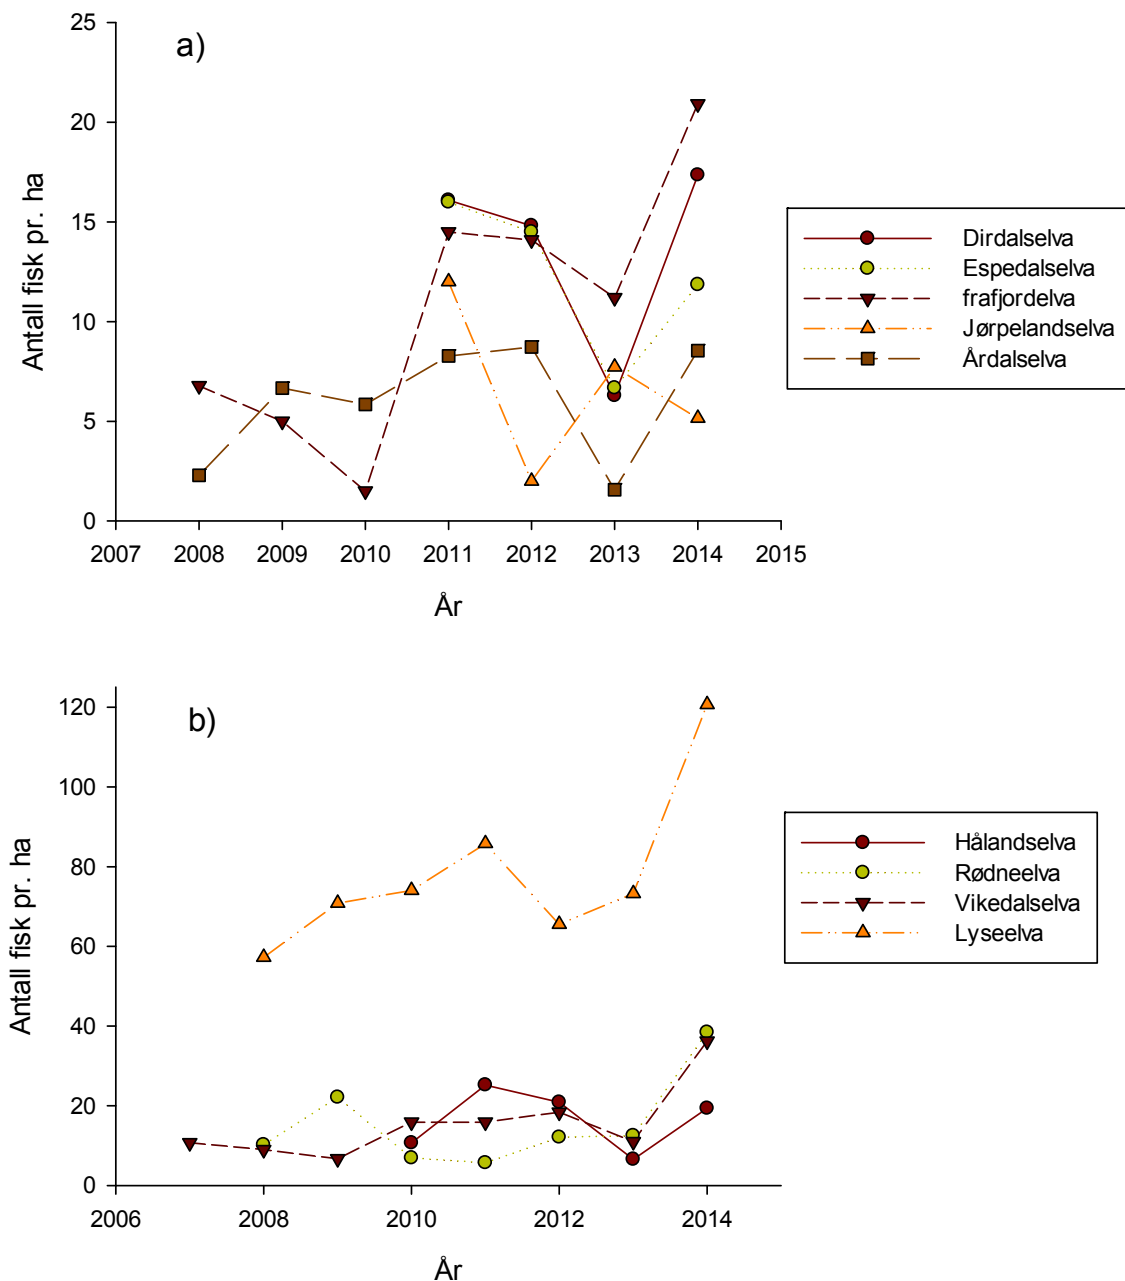 a)
25
20
15
10
5
0
Antall fisk pr. ha
2007 2008 2009 2010 2011 2012 2013 2014 2015
År
Dirdalselva
Espedalselva
frafjordelva
Jørpelandselva
Årdalselva
b)
120
100
80
60
40
20
0
Antall fisk pr. ha
2006 2008 2010 2012 2014
År
Hålandselva
Rødneelva
Vikedalselva
Lyseelva